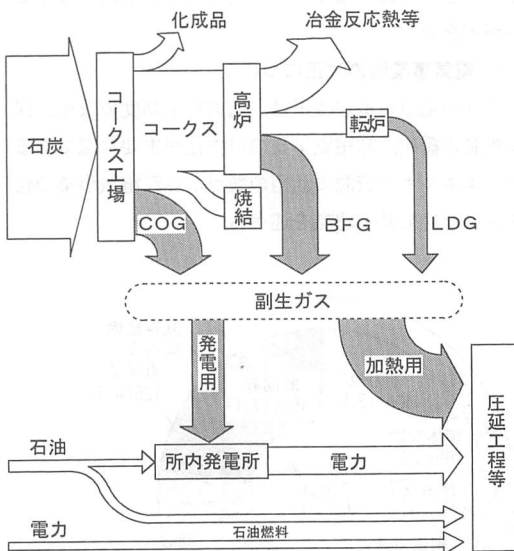 化成品
冶金反応熱等
石炭
コークス工場
コークス
高炉
転炉
焼結
COG
BFG
LDG
副生ガス
発電用
加熱用
圧延工程等
石油
所内発電所
電力
石油燃料
電力